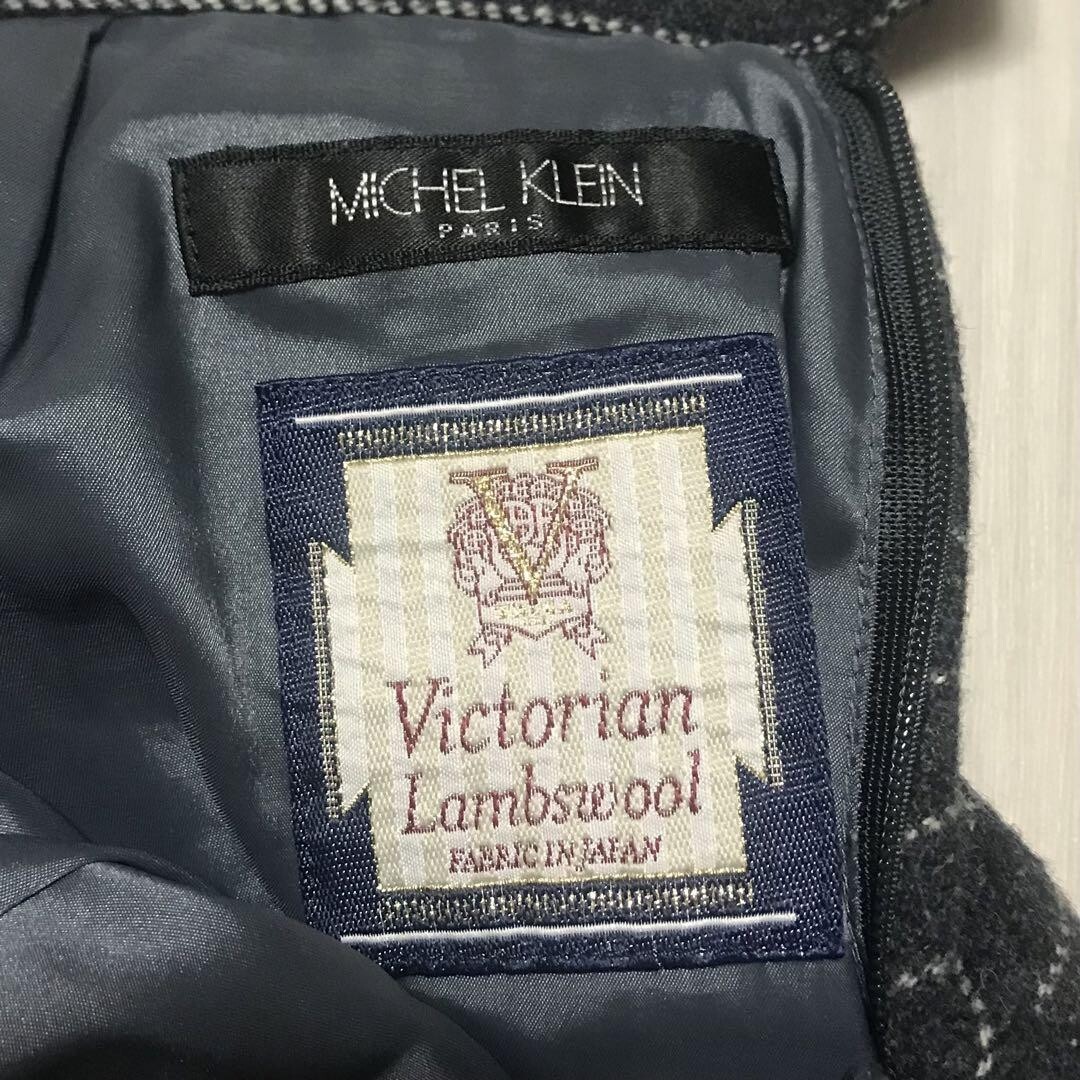 MICHEL KLEIN
PARIS
V
Victorian
Lambswool
FABRIC IN JAPAN